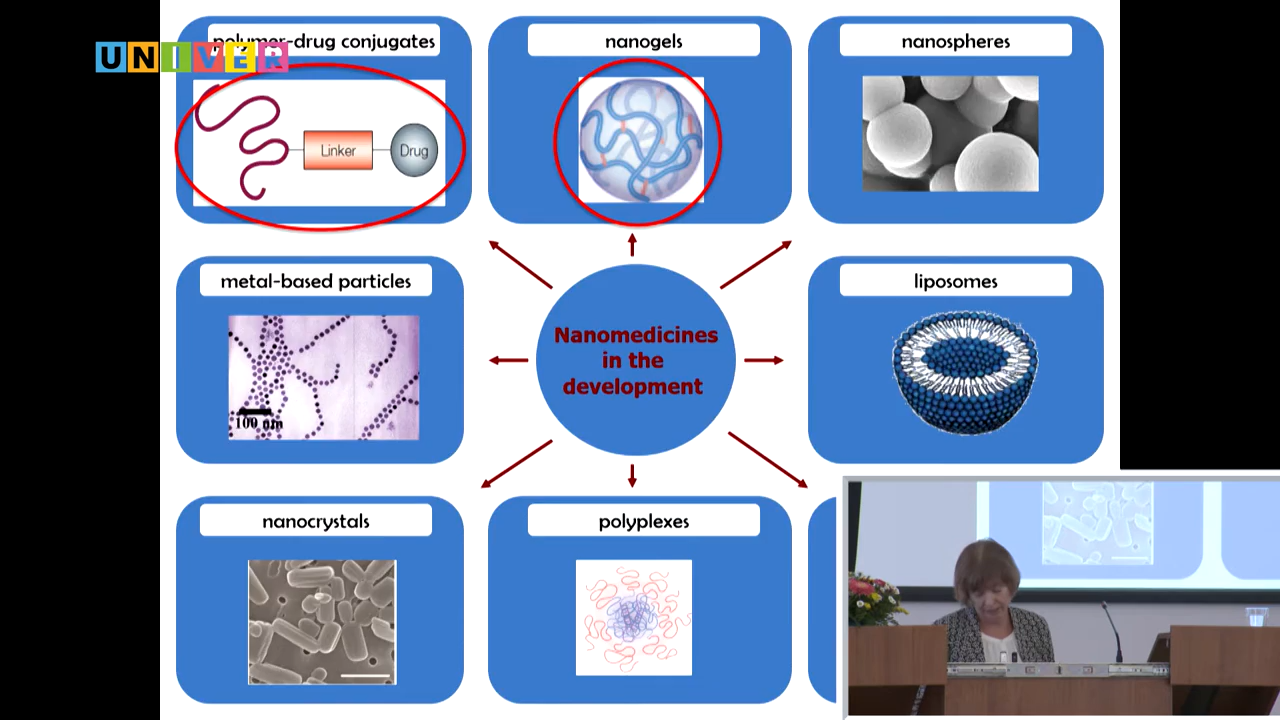 UNIVER
polymer-drug conjugates
nanogels
nanospheres
Linker
Drug
metal-based particles
100 nm
Nanomedicines
in the
development
liposomes
nanocrystals
polyplexes